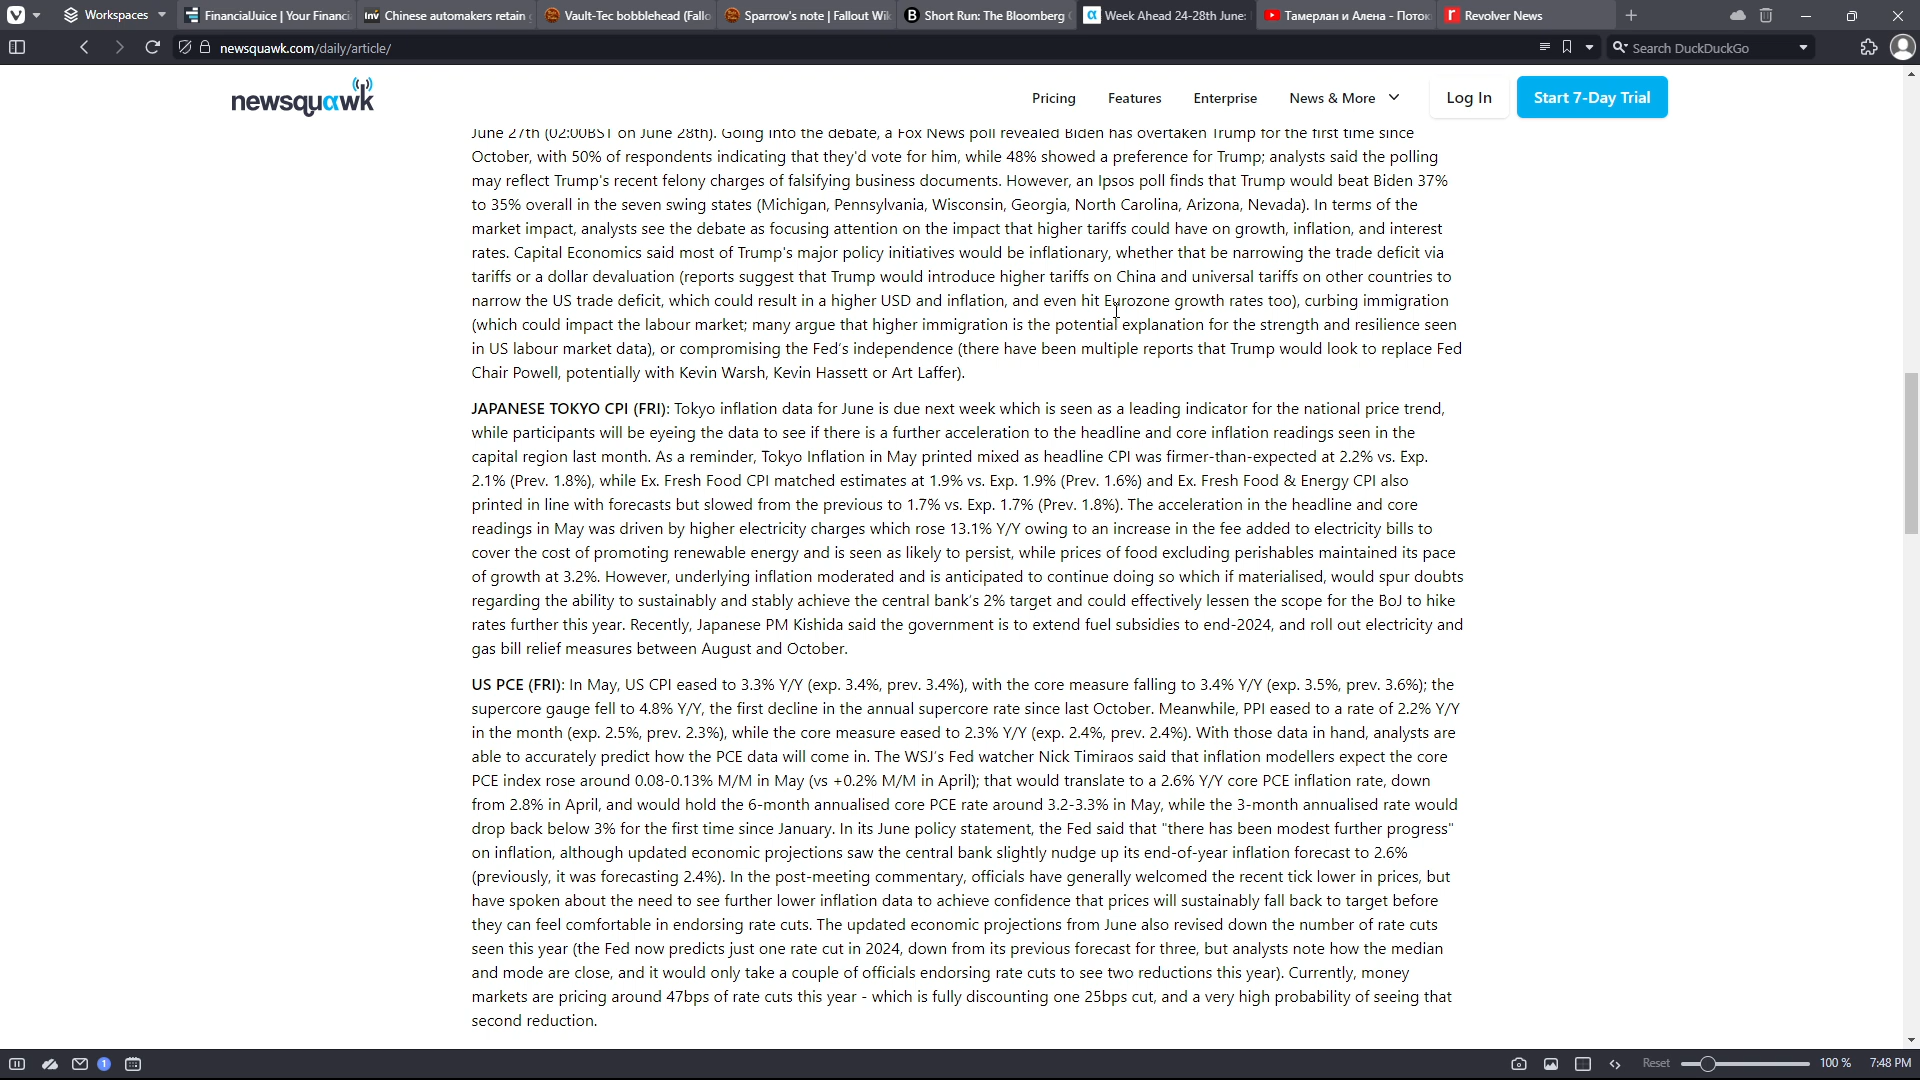 Workspaces
FinancialJuice | Your Financi
Chinese automakers retain
Vault-Tec bobblehead (Fallo
Sparrow's note | Fallout Wik
Short Run: The Bloomberg
Week Ahead 24-28th June:
Тамерлан и Алена - Поток
Revolver News
newsquawk.com/daily/article/
Search DuckDuckGo
newsquawk
Pricing
Features
Enterprise
News & More
Log In
Start 7-Day Trial
June 27th (02:00BST on June 28th). Going into the debate, a Fox News poll revealed Biden has overtaken Trump for the first time since
October, with 50% of respondents indicating that they'd vote for him, while 48% showed a preference for Trump; analysts said the polling
may reflect Trump's recent felony charges of falsifying business documents. However, an Ipsos poll finds that Trump would beat Biden 37%
to 35% overall in the seven swing states (Michigan, Pennsylvania, Wisconsin, Georgia, North Carolina, Arizona, Nevada). In terms of the
market impact, analysts see the debate as focusing attention on the impact that higher tariffs could have on growth, inflation, and interest
rates. Capital Economics said most of Trump's major policy initiatives would be inflationary, whether that be narrowing the trade deficit via
tariffs or a dollar devaluation (reports suggest that Trump would introduce higher tariffs on China and universal tariffs on other countries to
narrow the US trade deficit, which could result in a higher USD and inflation, and even hit Eurozone growth rates too), curbing immigration
(which could impact the labour market; many argue that higher immigration is the potential explanation for the strength and resilience seen
in US labour market data), or compromising the Fed's independence (there have been multiple reports that Trump would look to replace Fed
Chair Powell, potentially with Kevin Warsh, Kevin Hassett or Art Laffer).
JAPANESE TOKYO CPI (FRI): Tokyo inflation data for June is due next week which is seen as a leading indicator for the national price trend,
while participants will be eyeing the data to see if there is a further acceleration to the headline and core inflation readings seen in the
capital region last month. As a reminder, Tokyo Inflation in May printed mixed as headline CPI was firmer-than-expected at 2.2% vs. Exp.
2.1% (Prev. 1.8%), while Ex. Fresh Food CPI matched estimates at 1.9% vs. Exp. 1.9% (Prev. 1.6%) and Ex. Fresh Food & Energy CPI also
printed in line with forecasts but slowed from the previous to 1.7% vs. Exp. 1.7% (Prev. 1.8%). The acceleration in the headline and core
readings in May was driven by higher electricity charges which rose 13.1% Y/Y owing to an increase in the fee added to electricity bills to
cover the cost of promoting renewable energy and is seen as likely to persist, while prices of food excluding perishables maintained its pace
of growth at 3.2%. However, underlying inflation moderated and is anticipated to continue doing so which if materialised, would spur doubts
regarding the ability to sustainably and stably achieve the central bank's 2% target and could effectively lessen the scope for the BoJ to hike
rates further this year. Recently, Japanese PM Kishida said the government is to extend fuel subsidies to end-2024, and roll out electricity and
gas bill relief measures between August and October.
US PCE (FRI): In May, US CPI eased to 3.3% Y/Y (exp. 3.4%, prev. 3.4%), with the core measure falling to 3.4% Y/Y (exp. 3.5%, prev. 3.6%); the
supercore gauge fell to 4.8% Y/Y, the first decline in the annual supercore rate since last October. Meanwhile, PPI eased to a rate of 2.2% Y/Y
in the month (exp. 2.5%, prev. 2.3%), while the core measure eased to 2.3% Y/Y (exp. 2.4%, prev. 2.4%). With those data in hand, analysts are
able to accurately predict how the PCE data will come in. The WSJ's Fed watcher Nick Timiraos said that inflation modellers expect the core
PCE index rose around 0.08-0.13% M/M in May (vs +0.2% M/M in April); that would translate to a 2.6% Y/Y core PCE inflation rate, down
from 2.8% in April, and would hold the 6-month annualised core PCE rate around 3.2-3.3% in May, while the 3-month annualised rate would
drop back below 3% for the first time since January. In its June policy statement, the Fed said that "there has been modest further progress"
on inflation, although updated economic projections saw the central bank slightly nudge up its end-of-year inflation forecast to 2.6%
(previously, it was forecasting 2.4%). In the post-meeting commentary, officials have generally welcomed the recent tick lower in prices, but
have spoken about the need to see further lower inflation data to achieve confidence that prices will sustainably fall back to target before
they can feel comfortable in endorsing rate cuts. The updated economic projections from June also revised down the number of rate cuts
seen this year (the Fed now predicts just one rate cut in 2024, down from its previous forecast for three, but analysts note how the median
and mode are close, and it would only take a couple of officials endorsing rate cuts to see two reductions this year). Currently, money
markets are pricing around 47bps of rate cuts this year - which is fully discounting one 25bps cut, and a very high probability of seeing that
second reduction.
1
Reset
100 %
7:48 PM